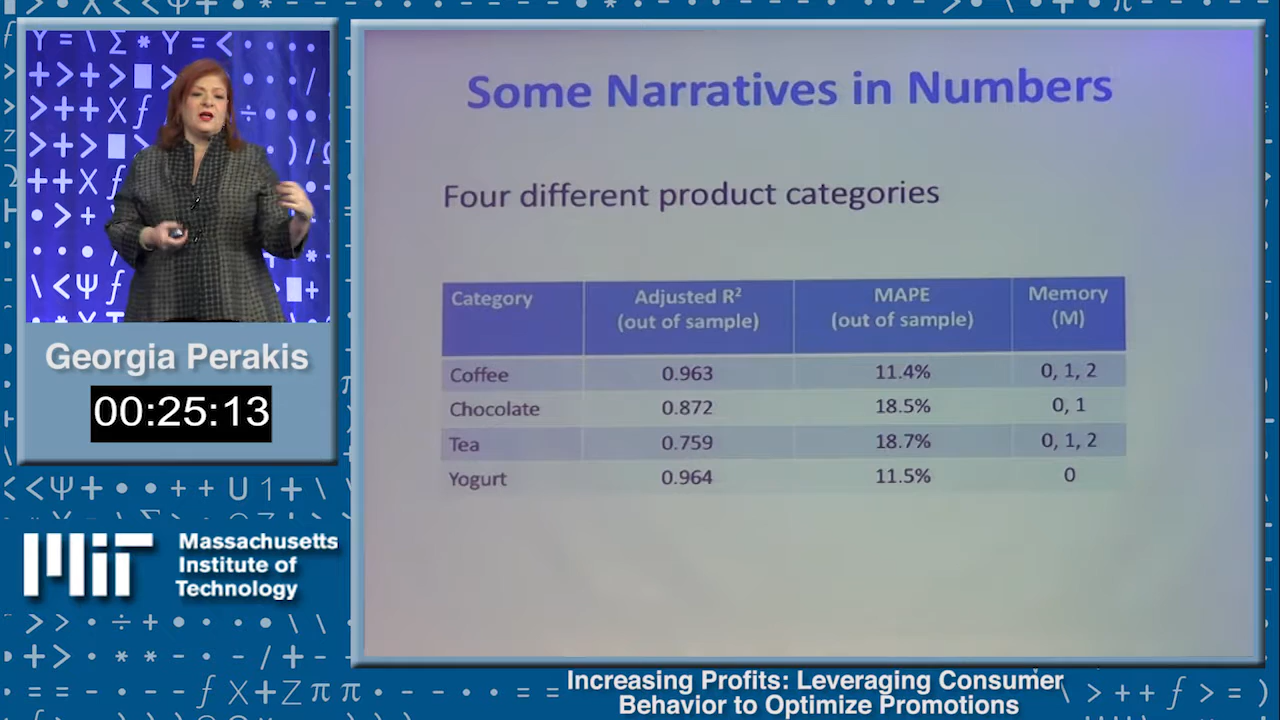 Some Narratives in Numbers
Four different product categories
Category Adjusted R² (out of sample) MAPE (out of sample) Memory (M)
Coffee 0.963 11.4% 0, 1, 2
Chocolate 0.872 18.5% 0, 1
Tea 0.759 18.7% 0, 1, 2
Yogurt 0.964 11.5% 0
Georgia Perakis
00:25:13
MIT
Massachusetts
Institute of
Technology
Increasing Profits: Leveraging Consumer
Behavior to Optimize Promotions